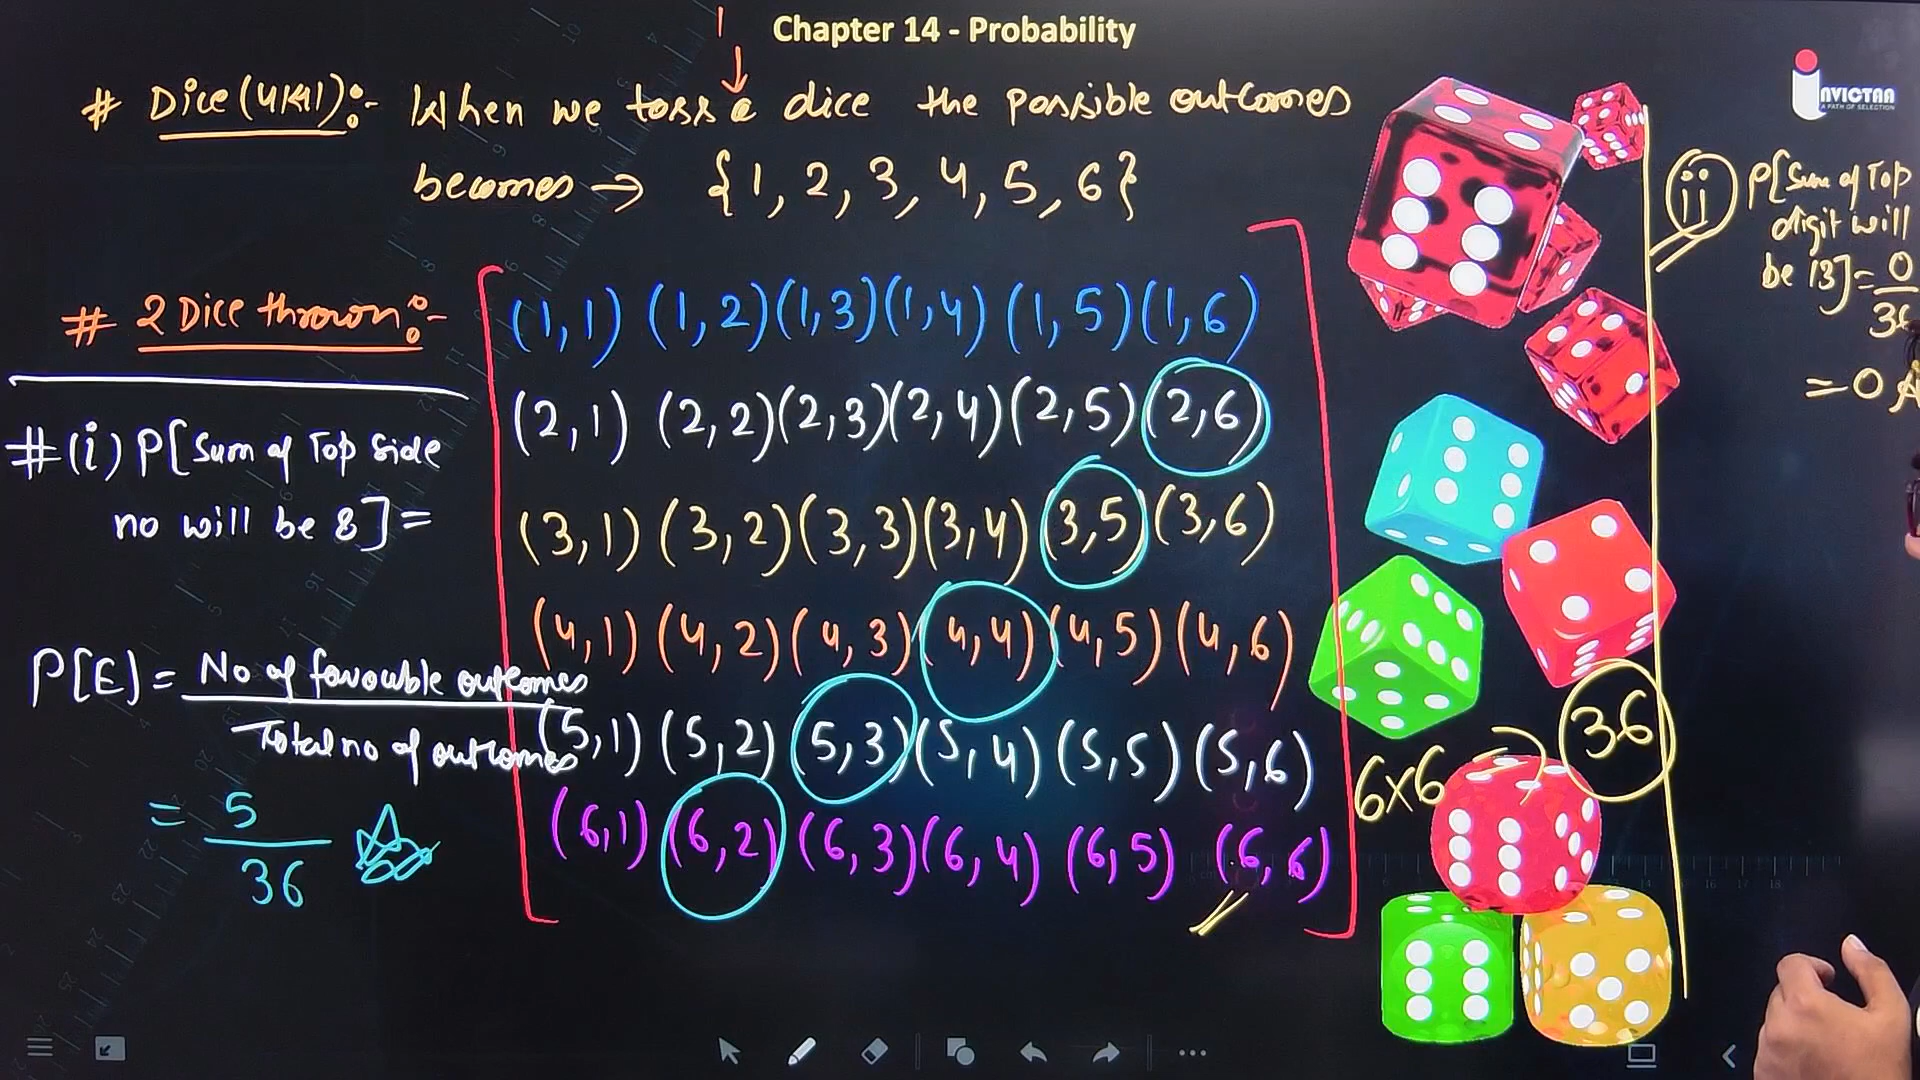 Chapter 14 - Probability
1
# Dice (पासा) :- When we toss a dice the possible outcomes
becomes → {1, 2, 3, 4, 5, 6}
# 2 Dice thrown :-
(1,1) (1,2) (1,3) (1,4) (1,5) (1,6)
(2,1) (2,2) (2,3) (2,4) (2,5) (2,6)
(3,1) (3,2) (3,3) (3,4) (3,5) (3,6)
(4,1) (4,2) (4,3) (4,4) (4,5) (4,6)
(5,1) (5,2) (5,3) (5,4) (5,5) (5,6)
(6,1) (6,2) (6,3) (6,4) (6,5) (6,6)
# (i) P[Sum of Top side
no will be 8] =
P[E] = No of favouble outcomes
Total no of outcomes
= 5
36
6x6
36
INVICTAA
A PATH OF SELECTION
ii
P[Sum of Top
digit will
be 13] = 0
36
= 0 A